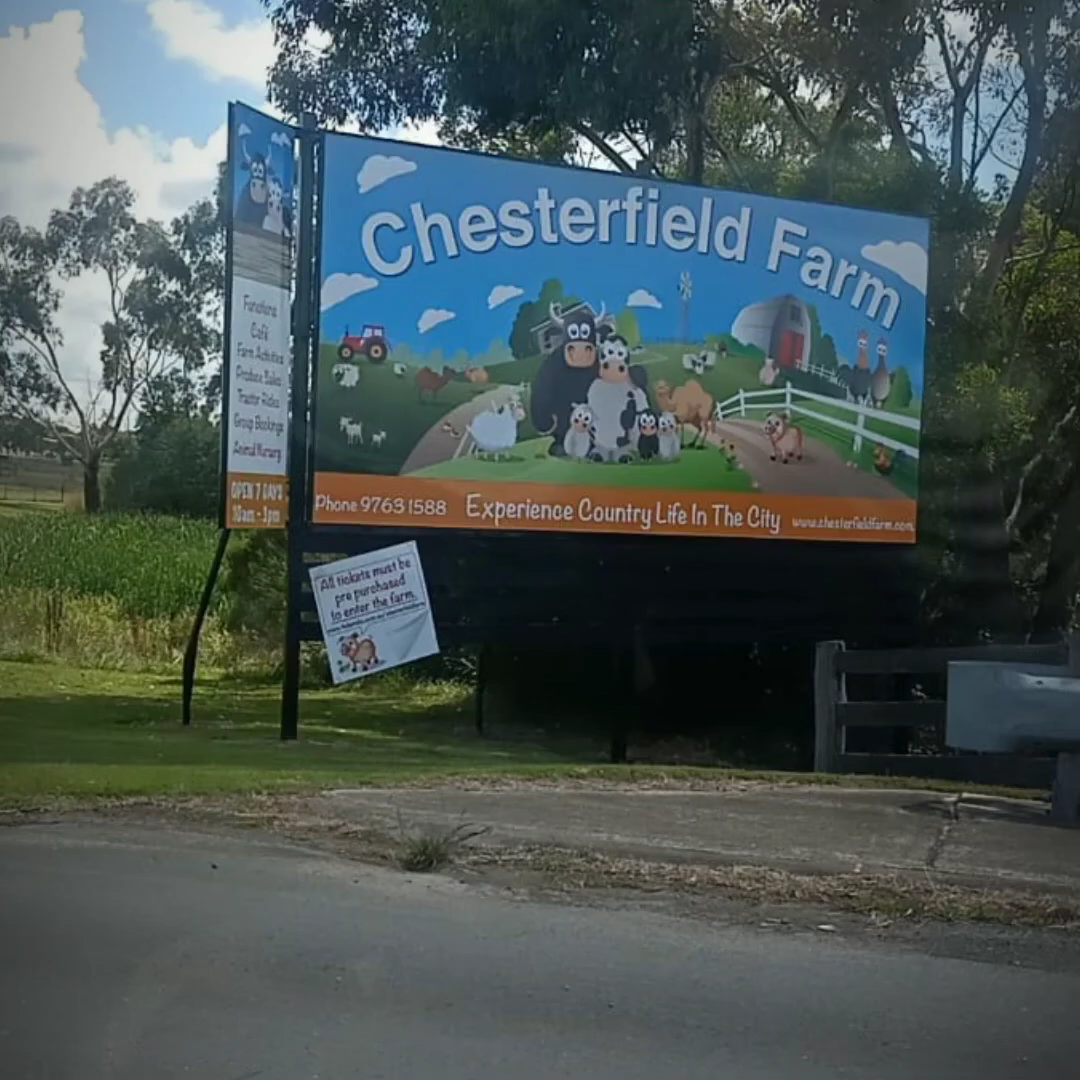 Chesterfield Farm
Functions
Café
Farm Activities
Produce Sales
Tractor Rides
Group Bookings
Animal Nursery
OPEN 7 DAYS
10am - 3pm
Phone 9763 1588
Experience Country Life In The City
www.chesterfieldfarm.com
All tickets must be
pre purchased
to enter the farm.